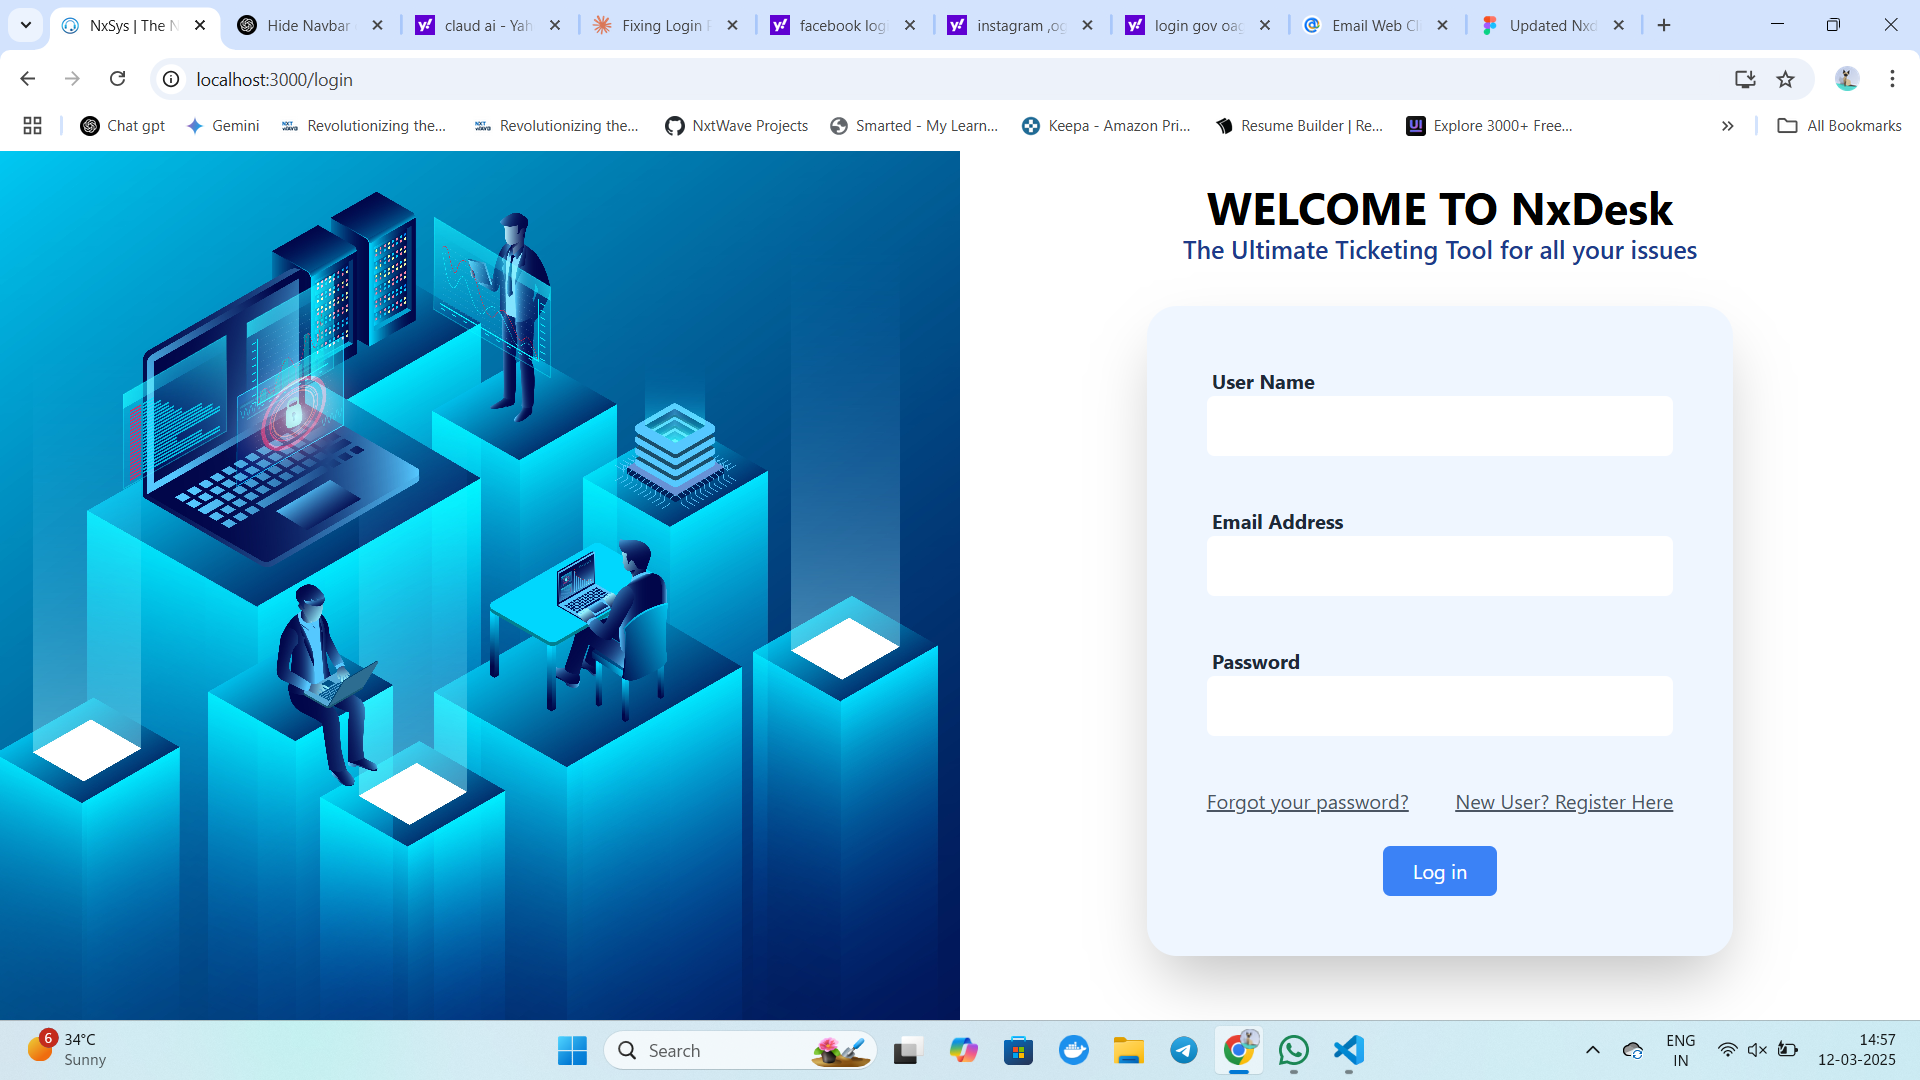 NxSys | The N
Hide Navbar
claud ai - Yah
Fixing Login P
facebook logi
instagram ,og
login gov oag
Email Web Cli
Updated Nxd
localhost:3000/login
Chat gpt
Gemini
Revolutionizing the...
Revolutionizing the...
NxtWave Projects
Smarted - My Learn...
Keepa - Amazon Pri...
Resume Builder | Re...
Explore 3000+ Free...
All Bookmarks
WELCOME TO NxDesk
The Ultimate Ticketing Tool for all your issues
User Name
Email Address
Password
Forgot your password?
New User? Register Here
Log in
6
34°C
Sunny
Search
ENG
IN
14:57
12-03-2025